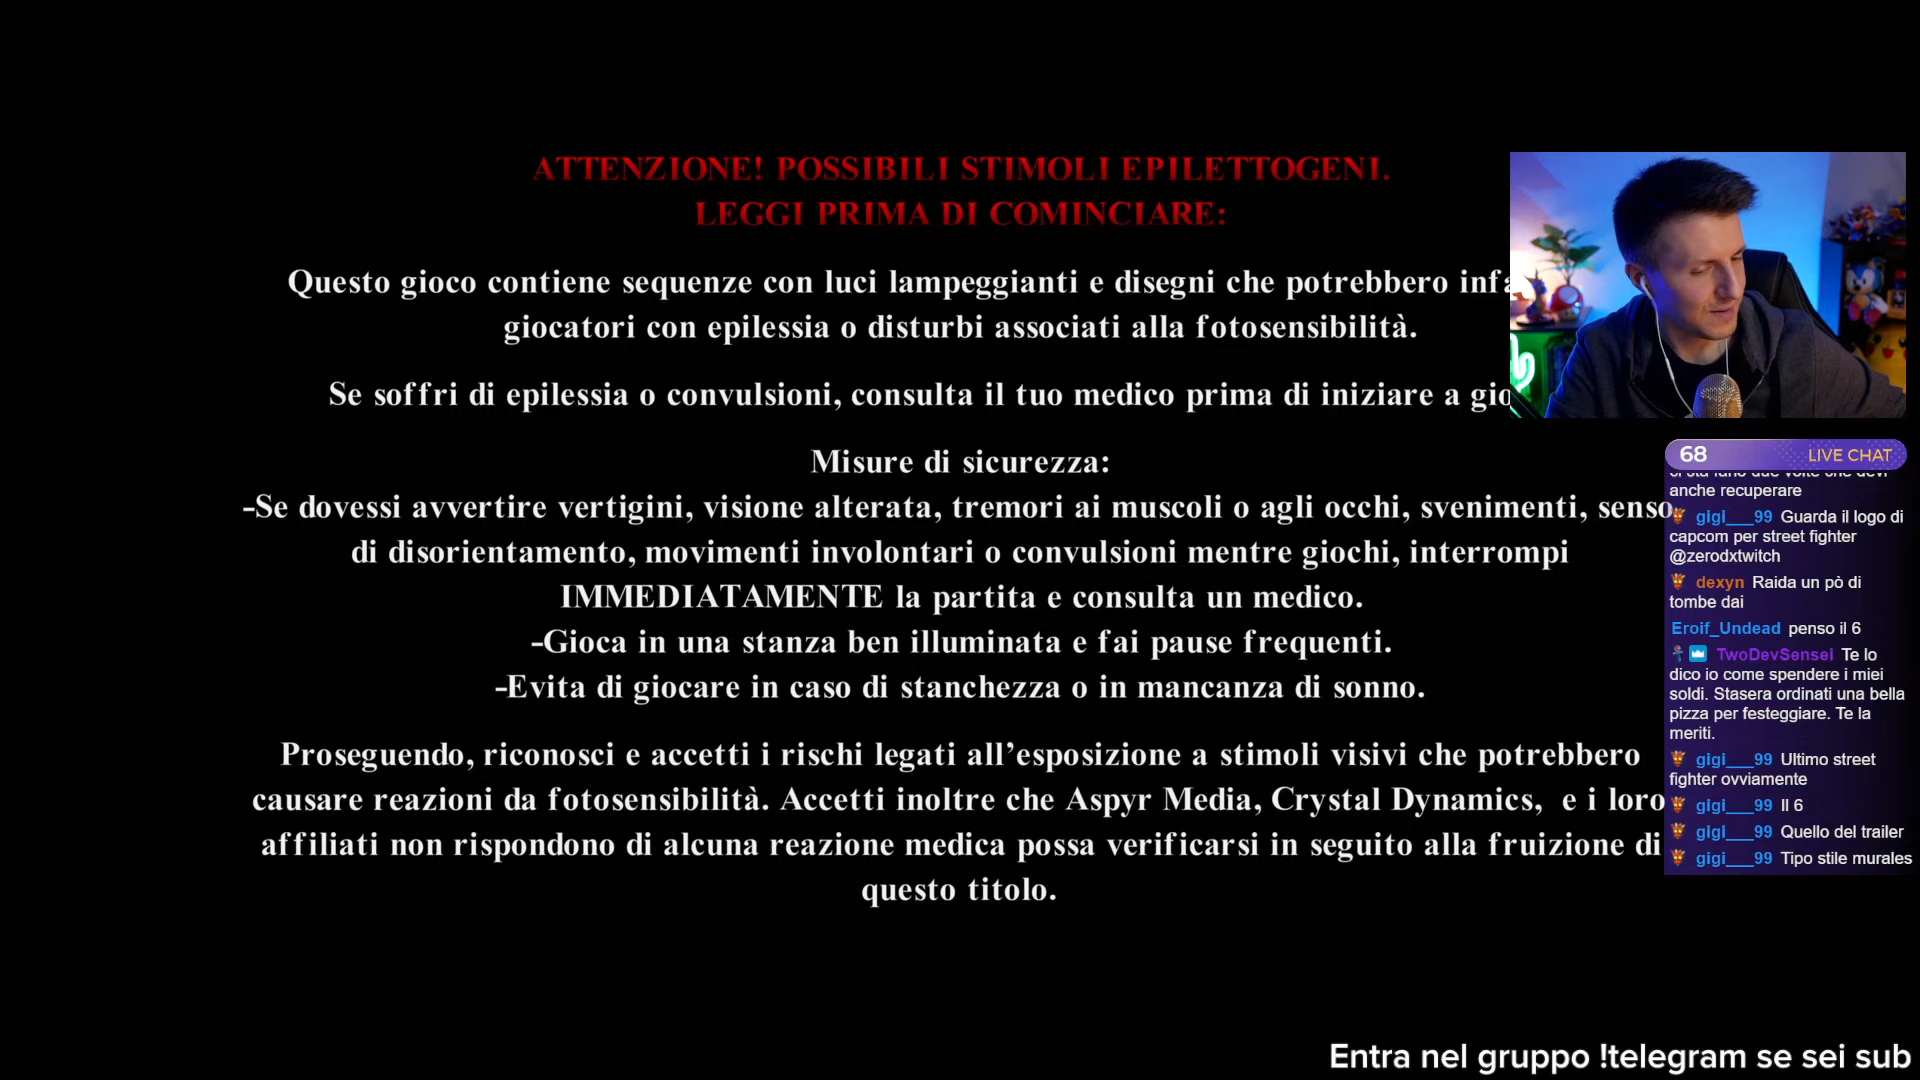 ATTENZIONE! POSSIBILI STIMOLI EPILETTOGENI.
LEGGI PRIMA DI COMINCIARE:
Questo gioco contiene sequenze con luci lampeggianti e disegni che potrebbero
giocatori con epilessia o disturbi associati alla fotosensibilità.
Se soffri di epilessia o convulsioni, consulta il tuo medico prima di iniziare a
Misure di sicurezza:
-Se dovessi avvertire vertigini, visione alterata, tremori ai muscoli o agli occhi, svenimenti, senso
di disorientamento, movimenti involontari o convulsioni mentre giochi, interrompi
IMMEDIATAMENTE la partita e consulta un medico.
-Gioca in una stanza ben illuminata e fai pause frequenti.
-Evita di giocare in caso di stanchezza o in mancanza di sonno.
Proseguendo, riconosci e accetti i rischi legati all’esposizione a stimoli visivi che potrebbero
causare reazioni da fotosensibilità. Accetti inoltre che Aspyr Media, Crystal Dynamics, e i loro
affiliati non rispondono di alcuna reazione medica possa verificarsi in seguito alla fruizione di
questo titolo.
68 LIVE CHAT
anche recuperare
gigi___99 Guarda il logo di
capcom per street fighter
@zerodxtwitch
dexyn Raida un pò di
tombe dai
Eroif_Undead penso il 6
TwoDevSensei Te lo
dico io come spendere i miei
soldi. Stasera ordinati una bella
pizza per festeggiare. Te la
meriti.
gigi___99 Ultimo street
fighter ovviamente
gigi___99 Il 6
gigi___99 Quello del trailer
gigi___99 Tipo stile murales
Entra nel gruppo !telegram se sei sub